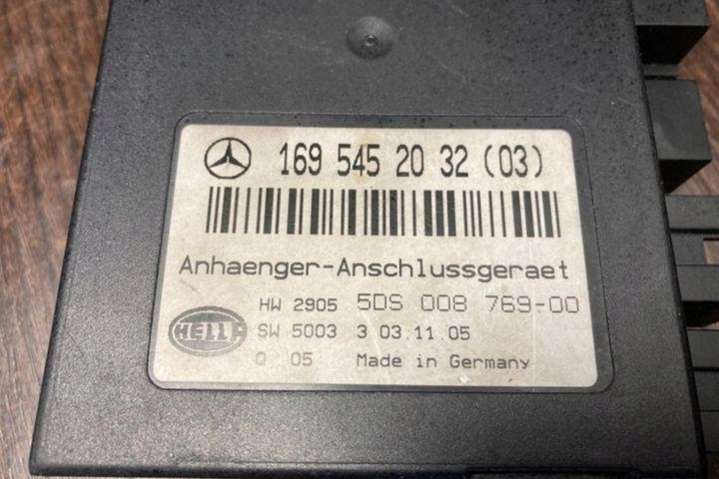 169 545 20 32 (03)
Anhaenger-Anschlussgeraet
HW 2905 5DS 008 769-00
HELLA SW 5003 3 03.11.05
Q 05 Made in Germany